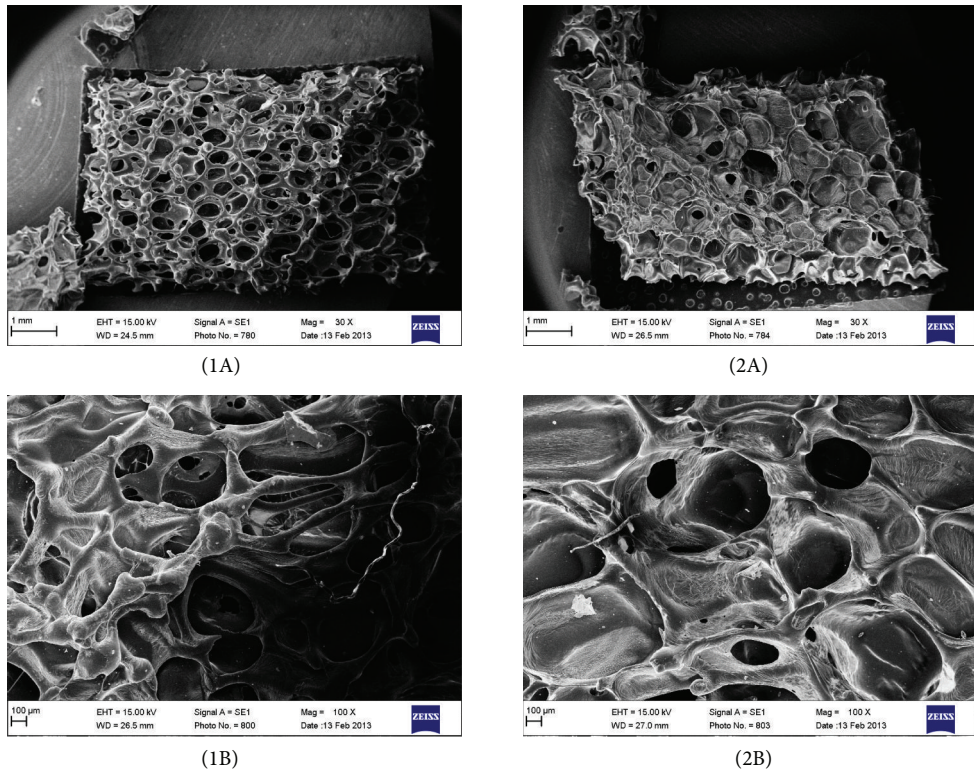 1 mm EHT = 15.00 kV Signal A = SE1 Mag = 30 X ZEISS
WD = 24.5 mm Photo No. = 780 Date :13 Feb 2013
(1A)
1 mm EHT = 15.00 kV Signal A = SE1 Mag = 30 X ZEISS
WD = 26.5 mm Photo No. = 784 Date :13 Feb 2013
(2A)
100 µm EHT = 15.00 kV Signal A = SE1 Mag = 100 X ZEISS
WD = 26.5 mm Photo No. = 800 Date :13 Feb 2013
(1B)
100 µm EHT = 15.00 kV Signal A = SE1 Mag = 100 X ZEISS
WD = 27.0 mm Photo No. = 803 Date :13 Feb 2013
(2B)